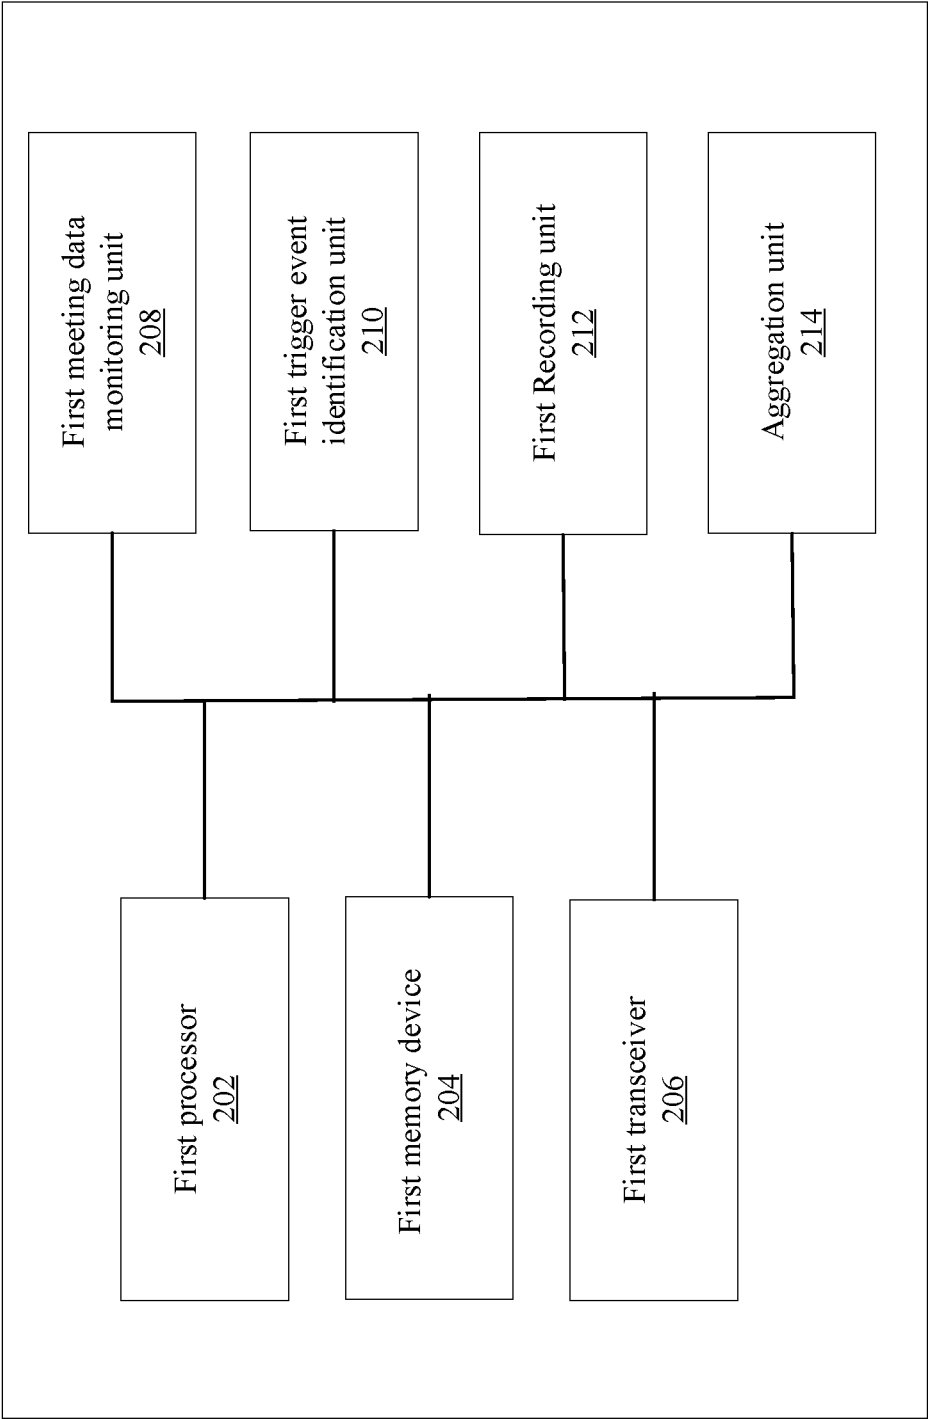 First processor
202
First memory device
204
First transceiver
206
First meeting data
monitoring unit
208
First trigger event
identification unit
210
First Recording unit
212
Aggregation unit
214